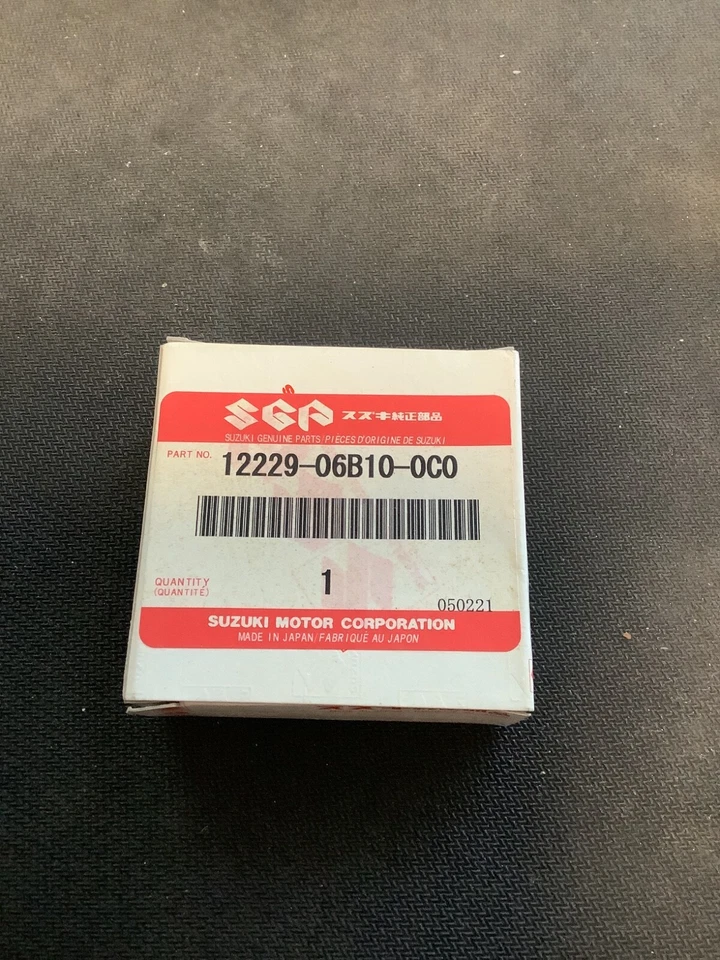 SGP スズキ純正部品
SUZUKI GENUINE PARTS/PIÈCES D'ORIGINE DE SUZUKI
PART NO. 12229-06B10-0C0
QUANTITY 1
(QUANTITÉ)
050221
SUZUKI MOTOR CORPORATION
MADE IN JAPAN/FABRIQUÉ AU JAPON